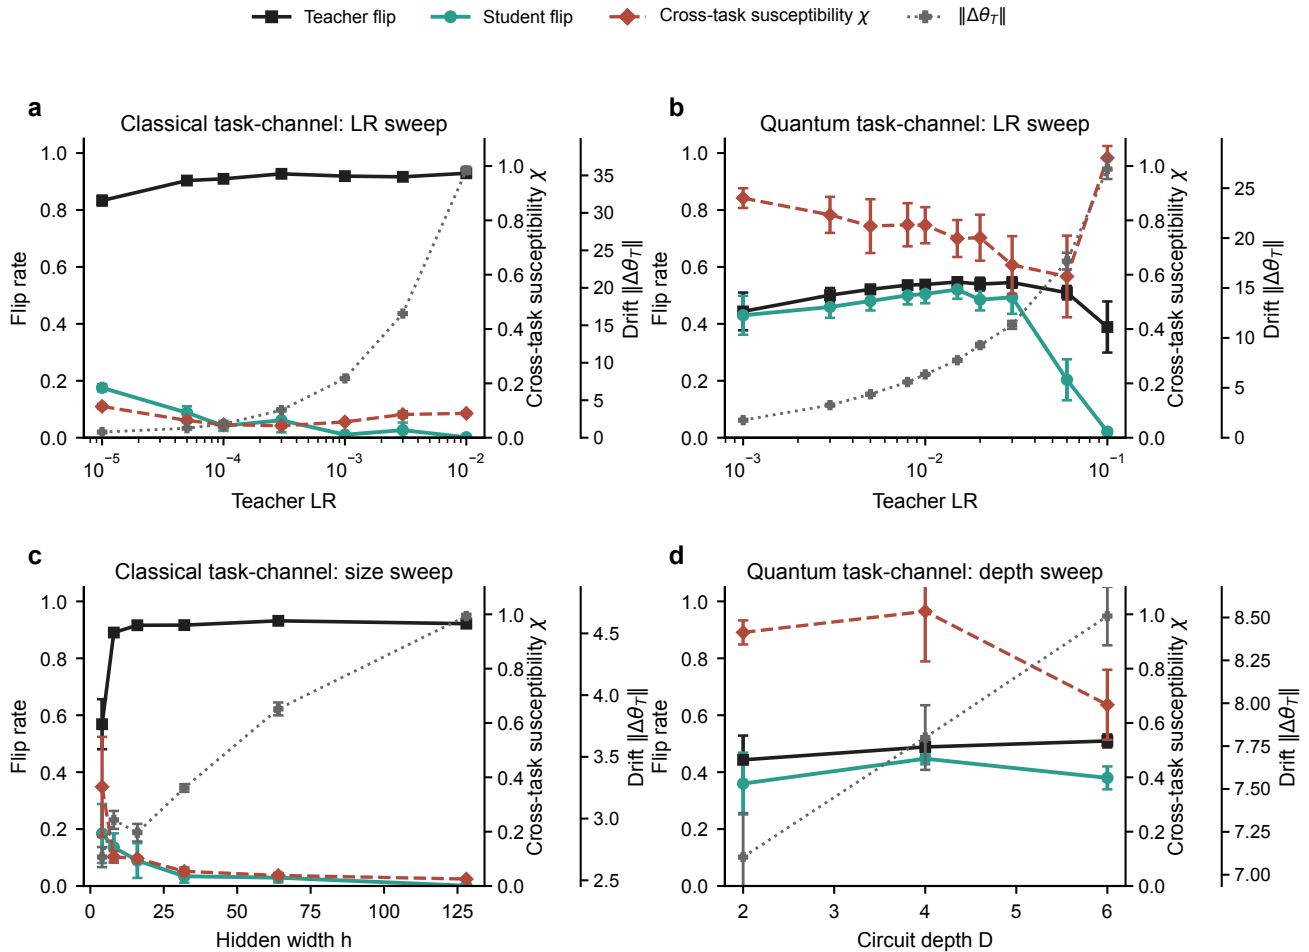 Teacher flip   Student flip   Cross-task susceptibility χ   ‖Δθ_T‖
a
Classical task-channel: LR sweep
1.0
0.8
0.6
0.4
0.2
0.0
Flip rate
10⁻⁵ 10⁻⁴ 10⁻³ 10⁻²
Teacher LR
1.0
0.8
0.6
0.4
0.2
0.0
Cross-task susceptibility χ
35
30
25
20
15
10
5
0
Drift ‖Δθ_T‖
b
Quantum task-channel: LR sweep
1.0
0.8
0.6
0.4
0.2
0.0
Flip rate
10⁻³ 10⁻² 10⁻¹
Teacher LR
1.0
0.8
0.6
0.4
0.2
0.0
Cross-task susceptibility χ
25
20
15
10
5
0
Drift ‖Δθ_T‖
c
Classical task-channel: size sweep
1.0
0.8
0.6
0.4
0.2
0.0
Flip rate
0 25 50 75 100 125
Hidden width h
1.0
0.8
0.6
0.4
0.2
0.0
Cross-task susceptibility χ
4.5
4.0
3.5
3.0
2.5
Drift ‖Δθ_T‖
d
Quantum task-channel: depth sweep
1.0
0.8
0.6
0.4
0.2
0.0
Flip rate
2 3 4 5 6
Circuit depth D
1.0
0.8
0.6
0.4
0.2
0.0
Cross-task susceptibility χ
8.50
8.25
8.00
7.75
7.50
7.25
7.00
Drift ‖Δθ_T‖